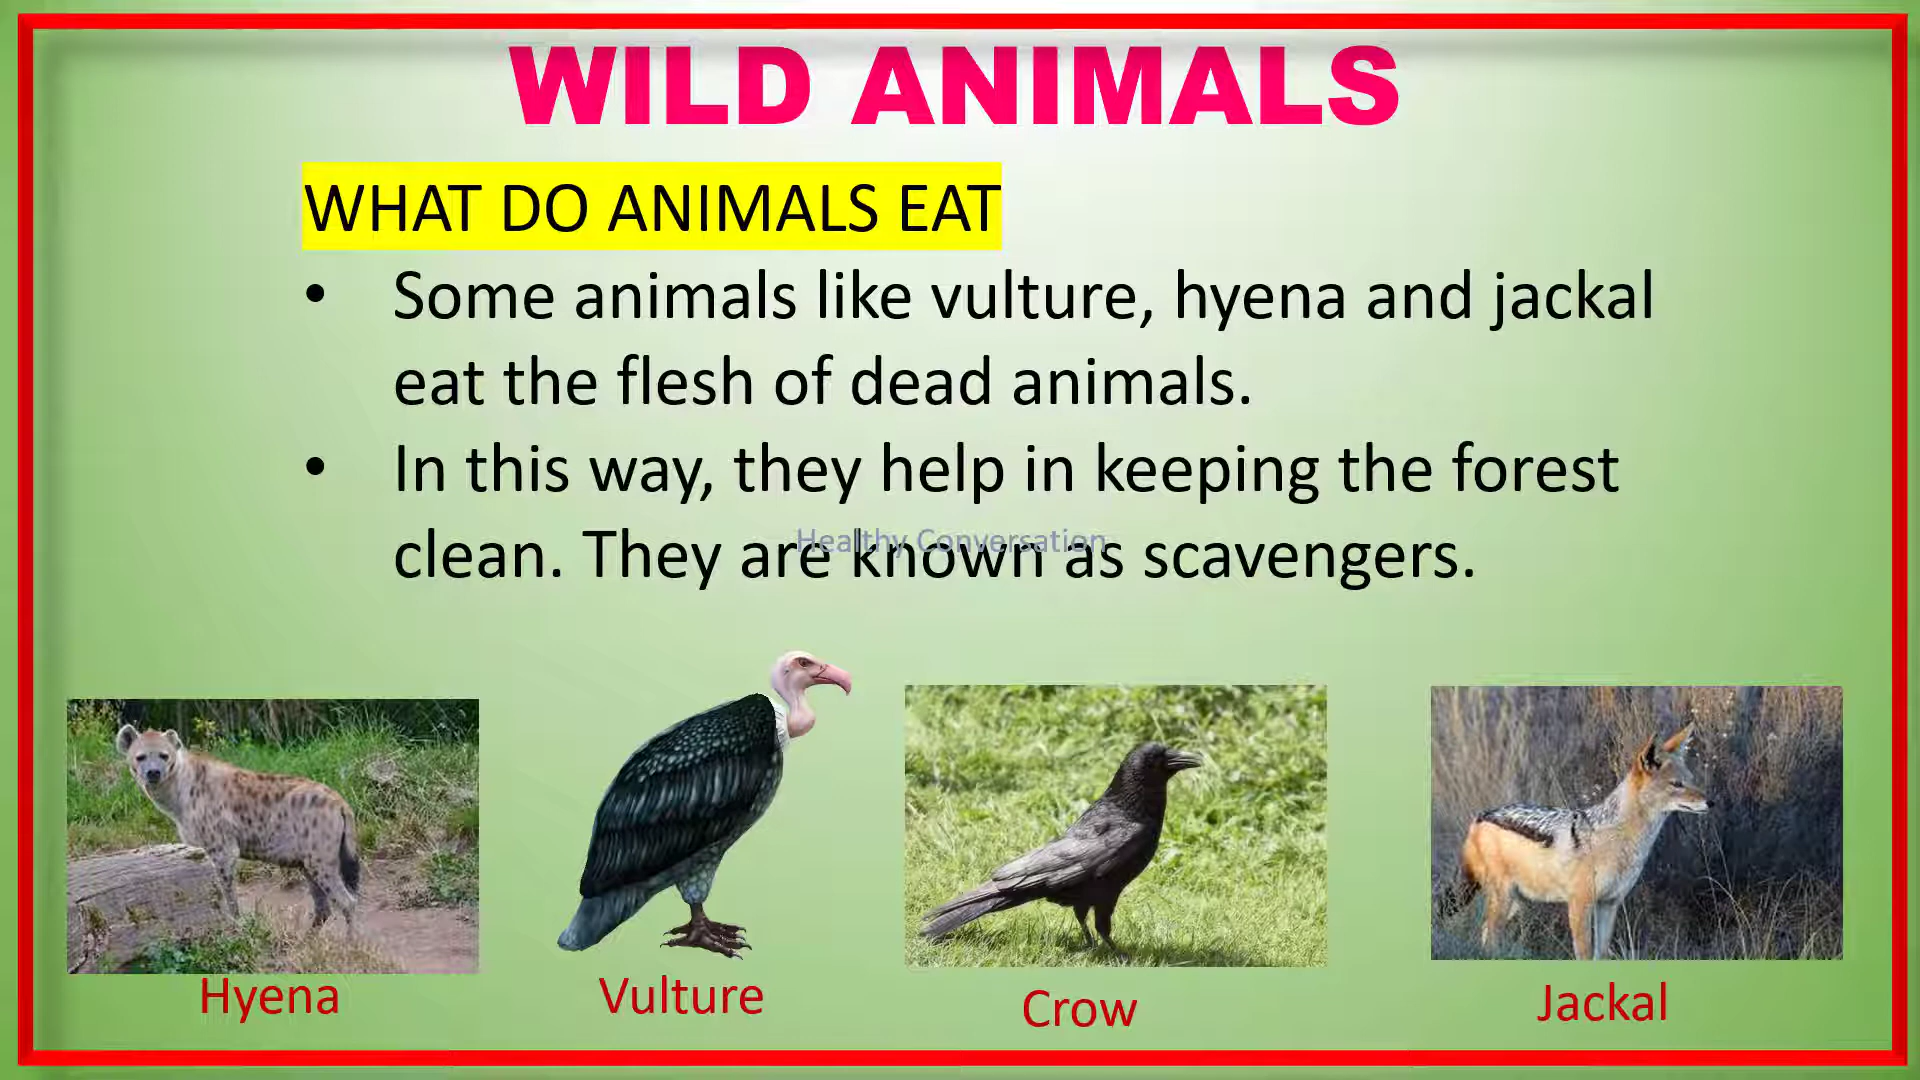 WILD ANIMALS
WHAT DO ANIMALS EAT
• Some animals like vulture, hyena and jackal
eat the flesh of dead animals.
• In this way, they help in keeping the forest
Healthy Conversation
clean. They are known as scavengers.
Hyena
Vulture
Crow
Jackal